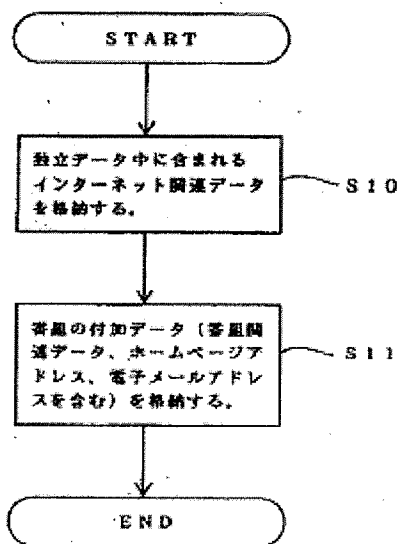 START
独立データ中に含まれる
インターネット関連データ
を格納する。
S10
番組の付加データ(番組関
連データ、ホームページア
ドレス、電子メールアドレ
スを含む)を格納する。
S11
END